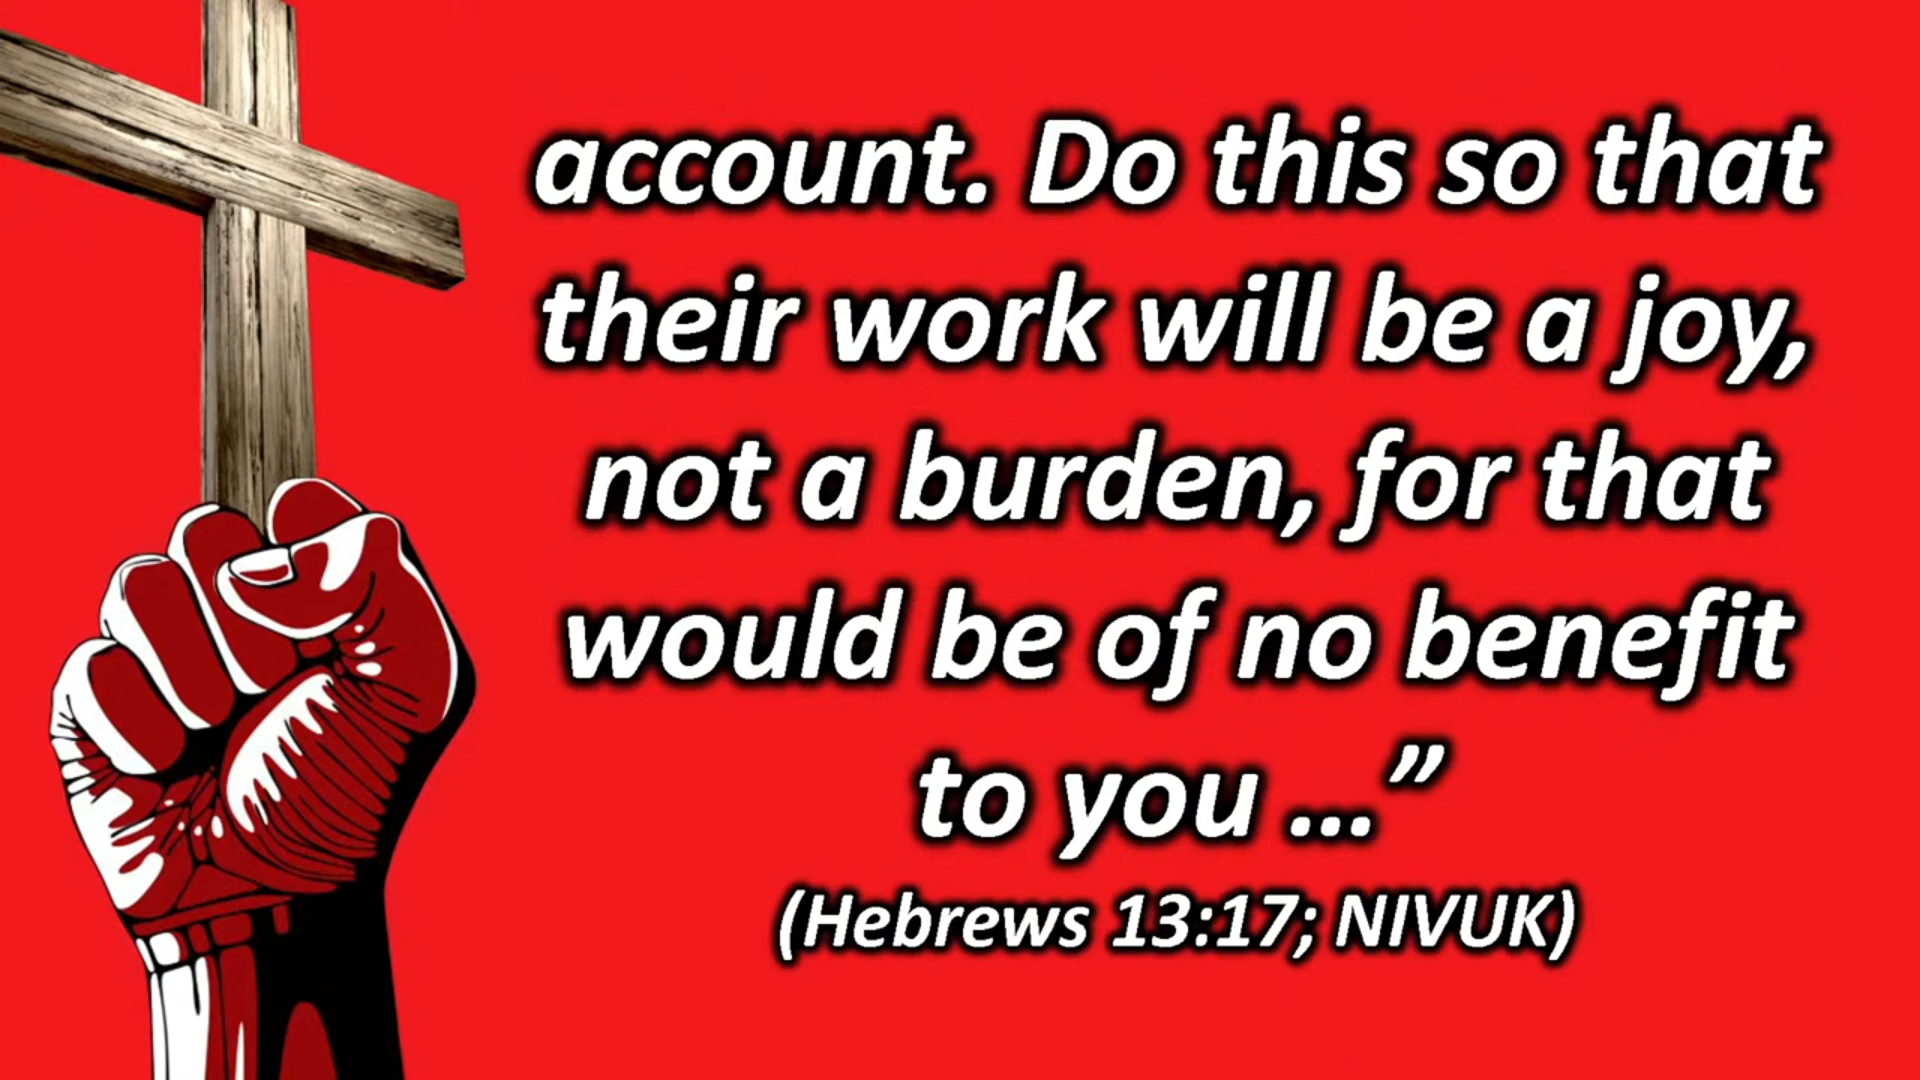 account. Do this so that
their work will be a joy,
not a burden, for that
would be of no benefit
to you ...”
(Hebrews 13:17; NIVUK)